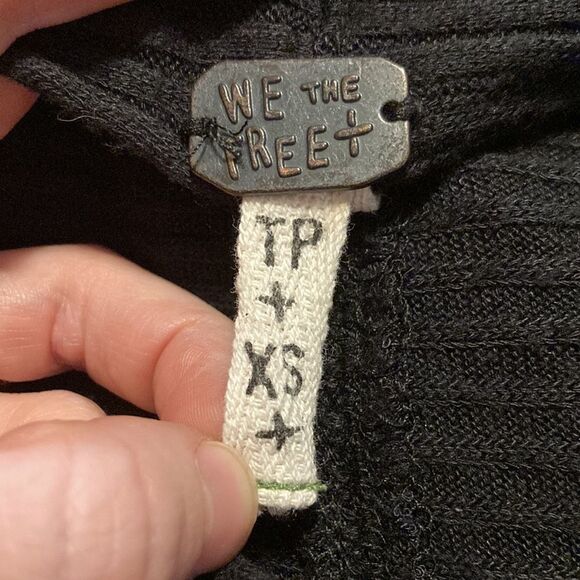 WE THE
FREE+
TP
+
XS
+